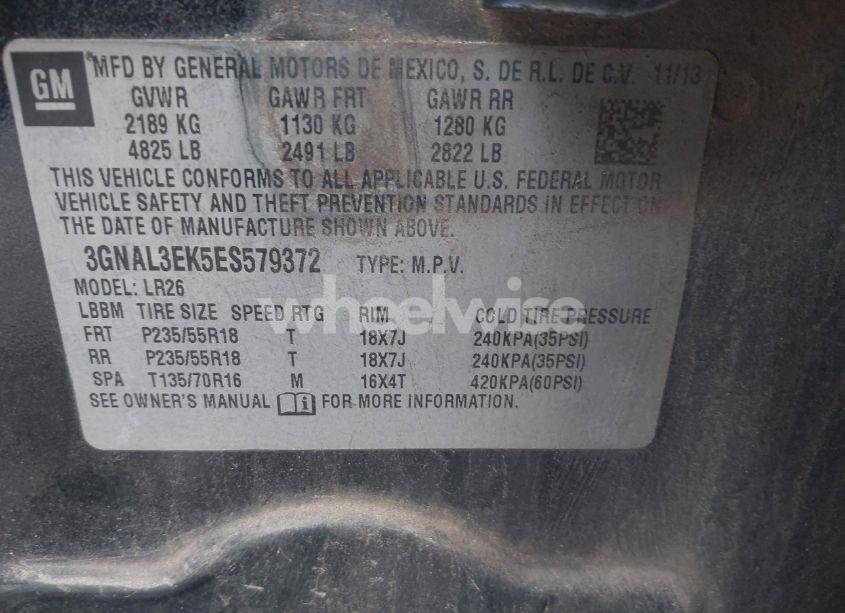 GM MFD BY GENERAL MOTORS DE MEXICO, S. DE R.L. DE C.V. 11/13
GVWR GAWR FRT GAWR RR
2189 KG 1130 KG 1280 KG
4825 LB 2491 LB 2822 LB
THIS VEHICLE CONFORMS TO ALL APPLICABLE U.S. FEDERAL MOTOR
VEHICLE SAFETY AND THEFT PREVENTION STANDARDS IN EFFECT ON
THE DATE OF MANUFACTURE SHOWN ABOVE.
3GNAL3EK5ES579372 TYPE: M.P.V.
MODEL: LR26
wheelwise
LBBM TIRE SIZE SPEED RTG RIM COLD TIRE PRESSURE
FRT P235/55R18 T 18X7J 240KPA(35PSI)
RR P235/55R18 T 18X7J 240KPA(35PSI)
SPA T135/70R16 M 16X4T 420KPA(60PSI)
SEE OWNER'S MANUAL i FOR MORE INFORMATION.